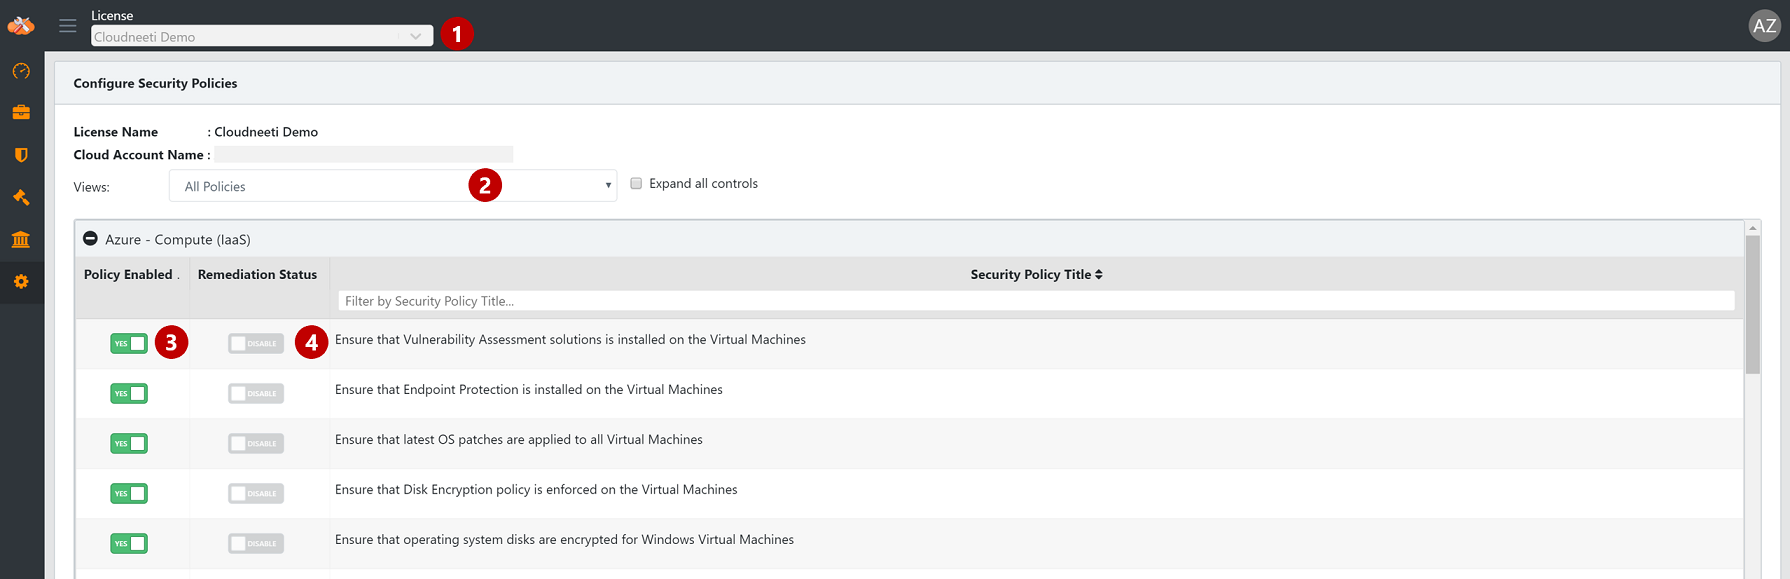 License
Cloudneeti Demo
1
AZ
Configure Security Policies
License Name : Cloudneeti Demo
Cloud Account Name :
Views: All Policies 2 Expand all controls
Azure - Compute (IaaS)
Policy Enabled . Remediation Status Security Policy Title
Filter by Security Policy Title...
YES 3 DISABLE 4 Ensure that Vulnerability Assessment solutions is installed on the Virtual Machines
YES DISABLE Ensure that Endpoint Protection is installed on the Virtual Machines
YES DISABLE Ensure that latest OS patches are applied to all Virtual Machines
YES DISABLE Ensure that Disk Encryption policy is enforced on the Virtual Machines
YES DISABLE Ensure that operating system disks are encrypted for Windows Virtual Machines